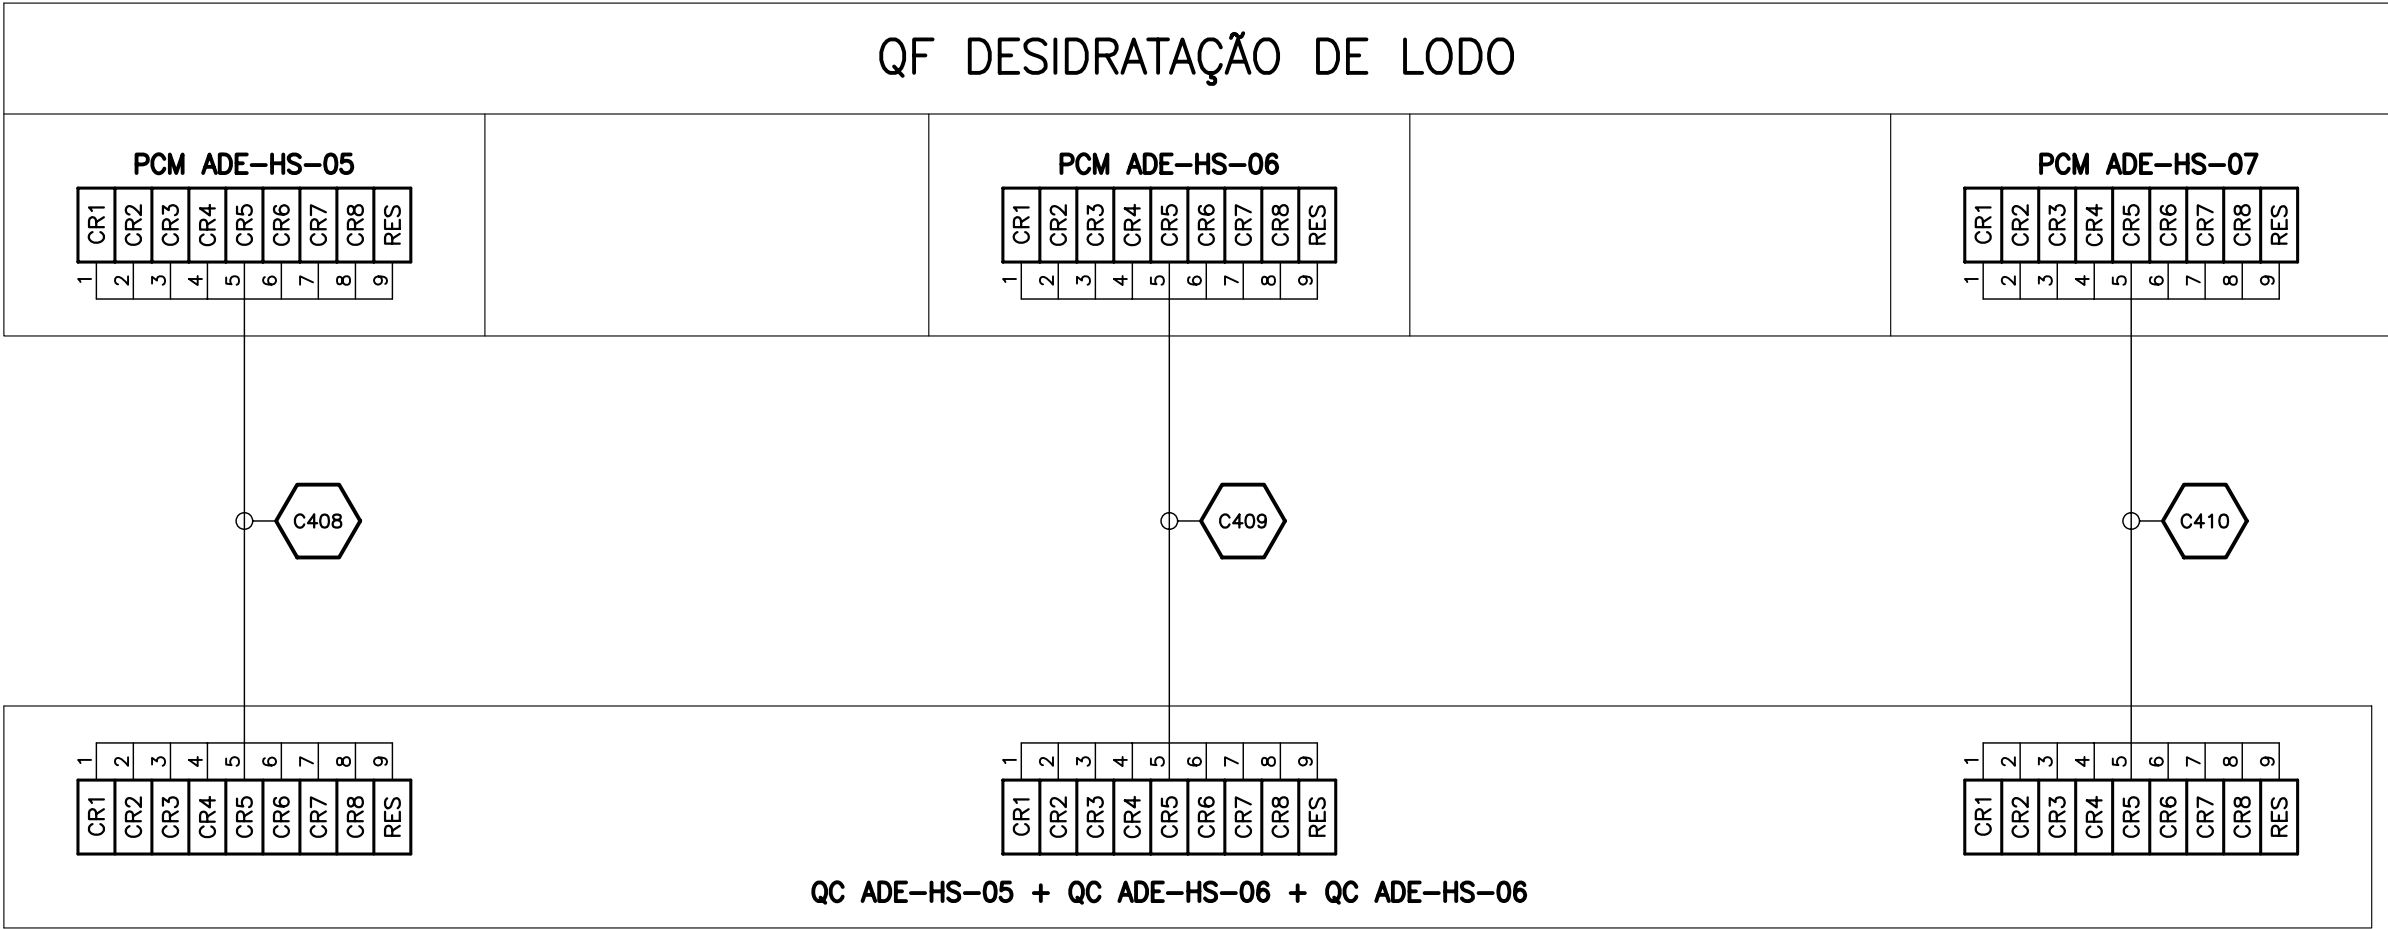 QF DESIDRATAÇÃO DE LODO
PCM ADE-HS-05
CR1 CR2 CR3 CR4 CR5 CR6 CR7 CR8 RES
1 2 3 4 5 6 7 8 9
PCM ADE-HS-06
CR1 CR2 CR3 CR4 CR5 CR6 CR7 CR8 RES
1 2 3 4 5 6 7 8 9
PCM ADE-HS-07
CR1 CR2 CR3 CR4 CR5 CR6 CR7 CR8 RES
1 2 3 4 5 6 7 8 9
C408
C409
C410
1 2 3 4 5 6 7 8 9
CR1 CR2 CR3 CR4 CR5 CR6 CR7 CR8 RES
1 2 3 4 5 6 7 8 9
CR1 CR2 CR3 CR4 CR5 CR6 CR7 CR8 RES
1 2 3 4 5 6 7 8 9
CR1 CR2 CR3 CR4 CR5 CR6 CR7 CR8 RES
QC ADE-HS-05 + QC ADE-HS-06 + QC ADE-HS-06